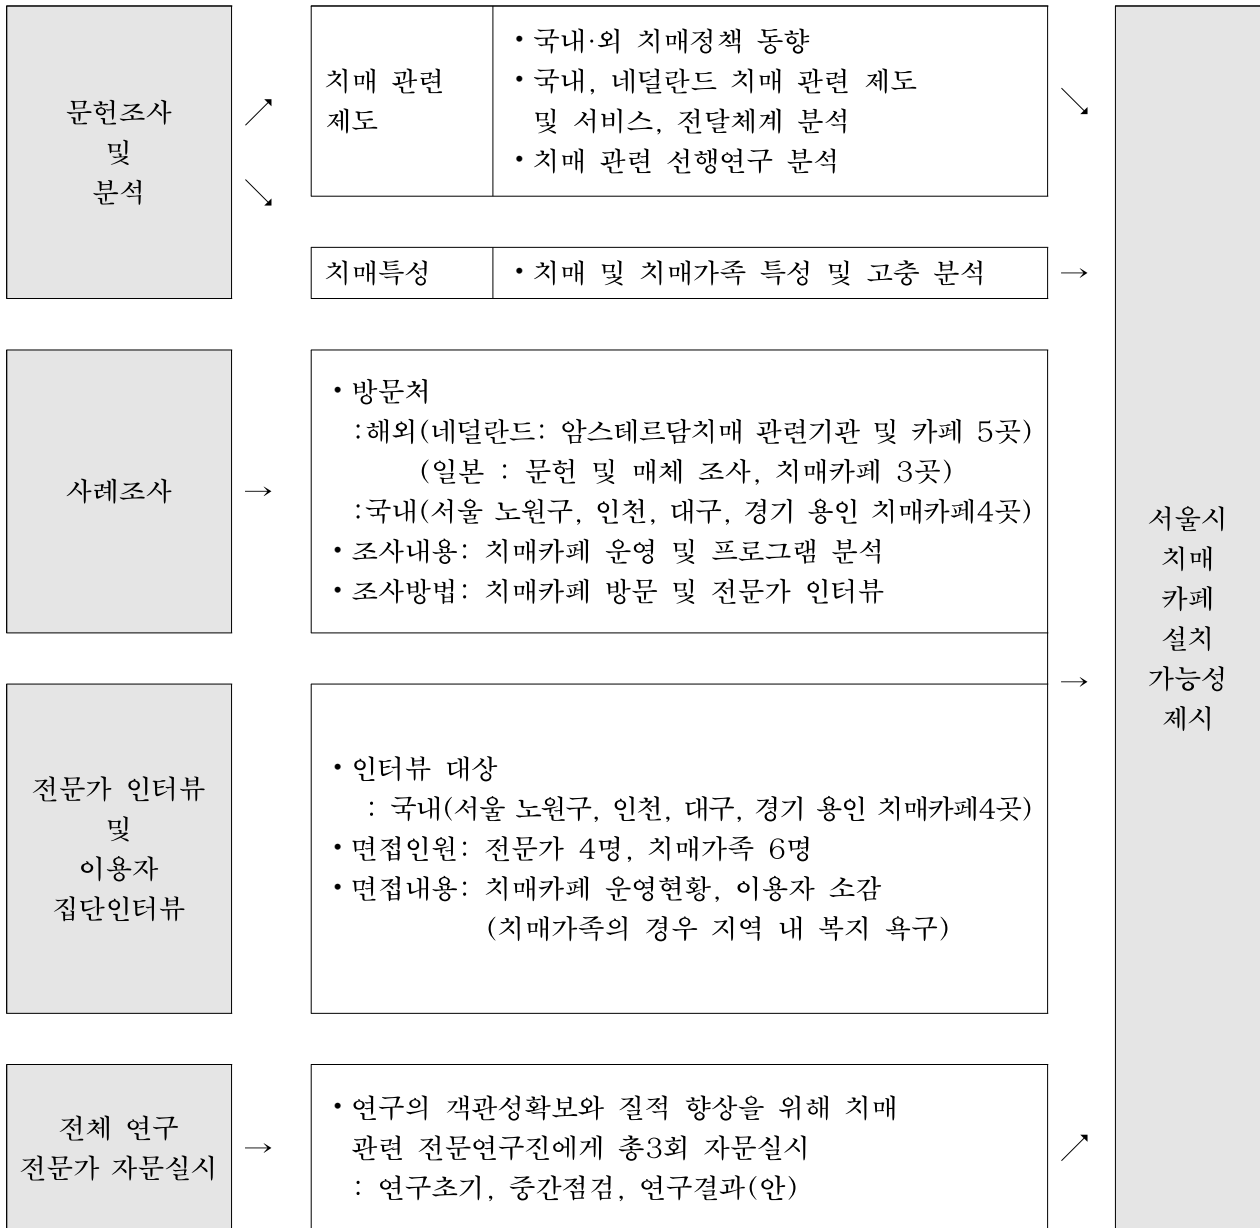 문헌조사
및
분석
↗
↘
치매 관련
제도
• 국내·외 치매정책 동향
• 국내, 네덜란드 치매 관련 제도
및 서비스, 전달체계 분석
• 치매 관련 선행연구 분석
↘
치매특성
• 치매 및 치매가족 특성 및 고충 분석
→
사례조사
→
• 방문처
:해외(네덜란드: 암스테르담치매 관련기관 및 카페 5곳)
(일본 : 문헌 및 매체 조사, 치매카페 3곳)
:국내(서울 노원구, 인천, 대구, 경기 용인 치매카페4곳)
• 조사내용: 치매카페 운영 및 프로그램 분석
• 조사방법: 치매카페 방문 및 전문가 인터뷰
→
전문가 인터뷰
및
이용자
집단인터뷰
→
• 인터뷰 대상
: 국내(서울 노원구, 인천, 대구, 경기 용인 치매카페4곳)
• 면접인원: 전문가 4명, 치매가족 6명
• 면접내용: 치매카페 운영현황, 이용자 소감
(치매가족의 경우 지역 내 복지 욕구)
전체 연구
전문가 자문실시
→
• 연구의 객관성확보와 질적 향상을 위해 치매
관련 전문연구진에게 총3회 자문실시
: 연구초기, 중간점검, 연구결과(안)
↗
서울시
치매
카페
설치
가능성
제시